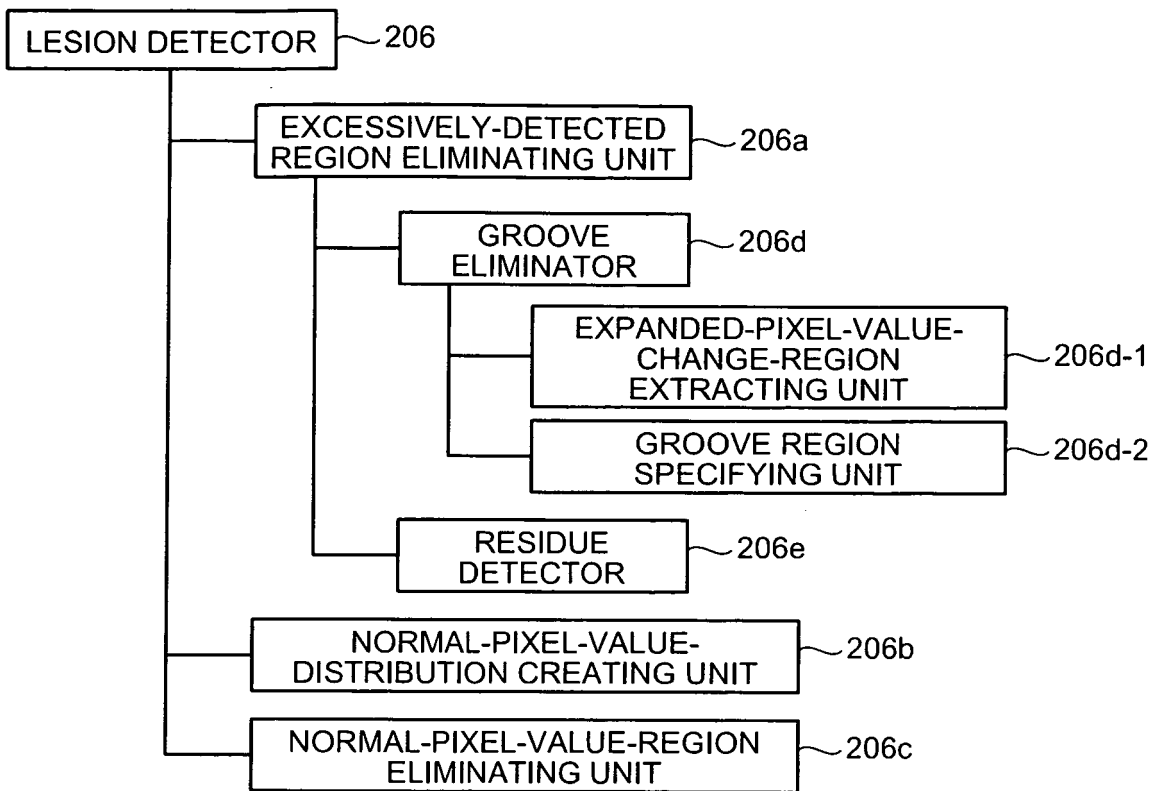 LESION DETECTOR
206
EXCESSIVELY-DETECTED
REGION ELIMINATING UNIT
206a
GROOVE
ELIMINATOR
206d
EXPANDED-PIXEL-VALUE-
CHANGE-REGION
EXTRACTING UNIT
206d-1
GROOVE REGION
SPECIFYING UNIT
206d-2
RESIDUE
DETECTOR
206e
NORMAL-PIXEL-VALUE-
DISTRIBUTION CREATING UNIT
206b
NORMAL-PIXEL-VALUE-REGION
ELIMINATING UNIT
206c